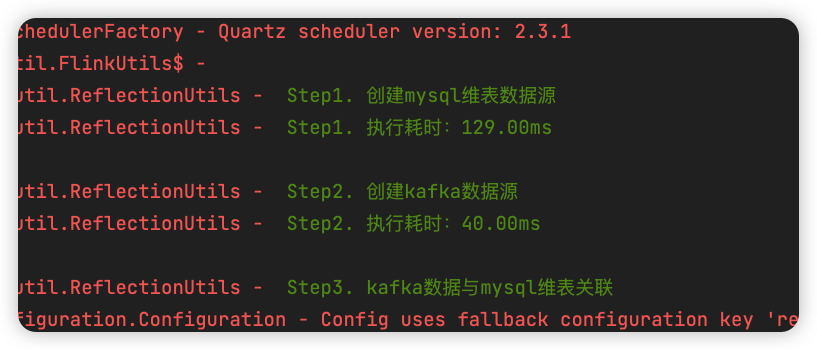 chedulerFactory - Quartz scheduler version: 2.3.1
til.FlinkUtils$ -
util.ReflectionUtils - Step1. 创建mysql维表数据源
util.ReflectionUtils - Step1. 执行耗时：129.00ms
util.ReflectionUtils - Step2. 创建kafka数据源
util.ReflectionUtils - Step2. 执行耗时：40.00ms
util.ReflectionUtils - Step3. kafka数据与mysql维表关联
figuration.Configuration - Config uses fallback configuration key 're